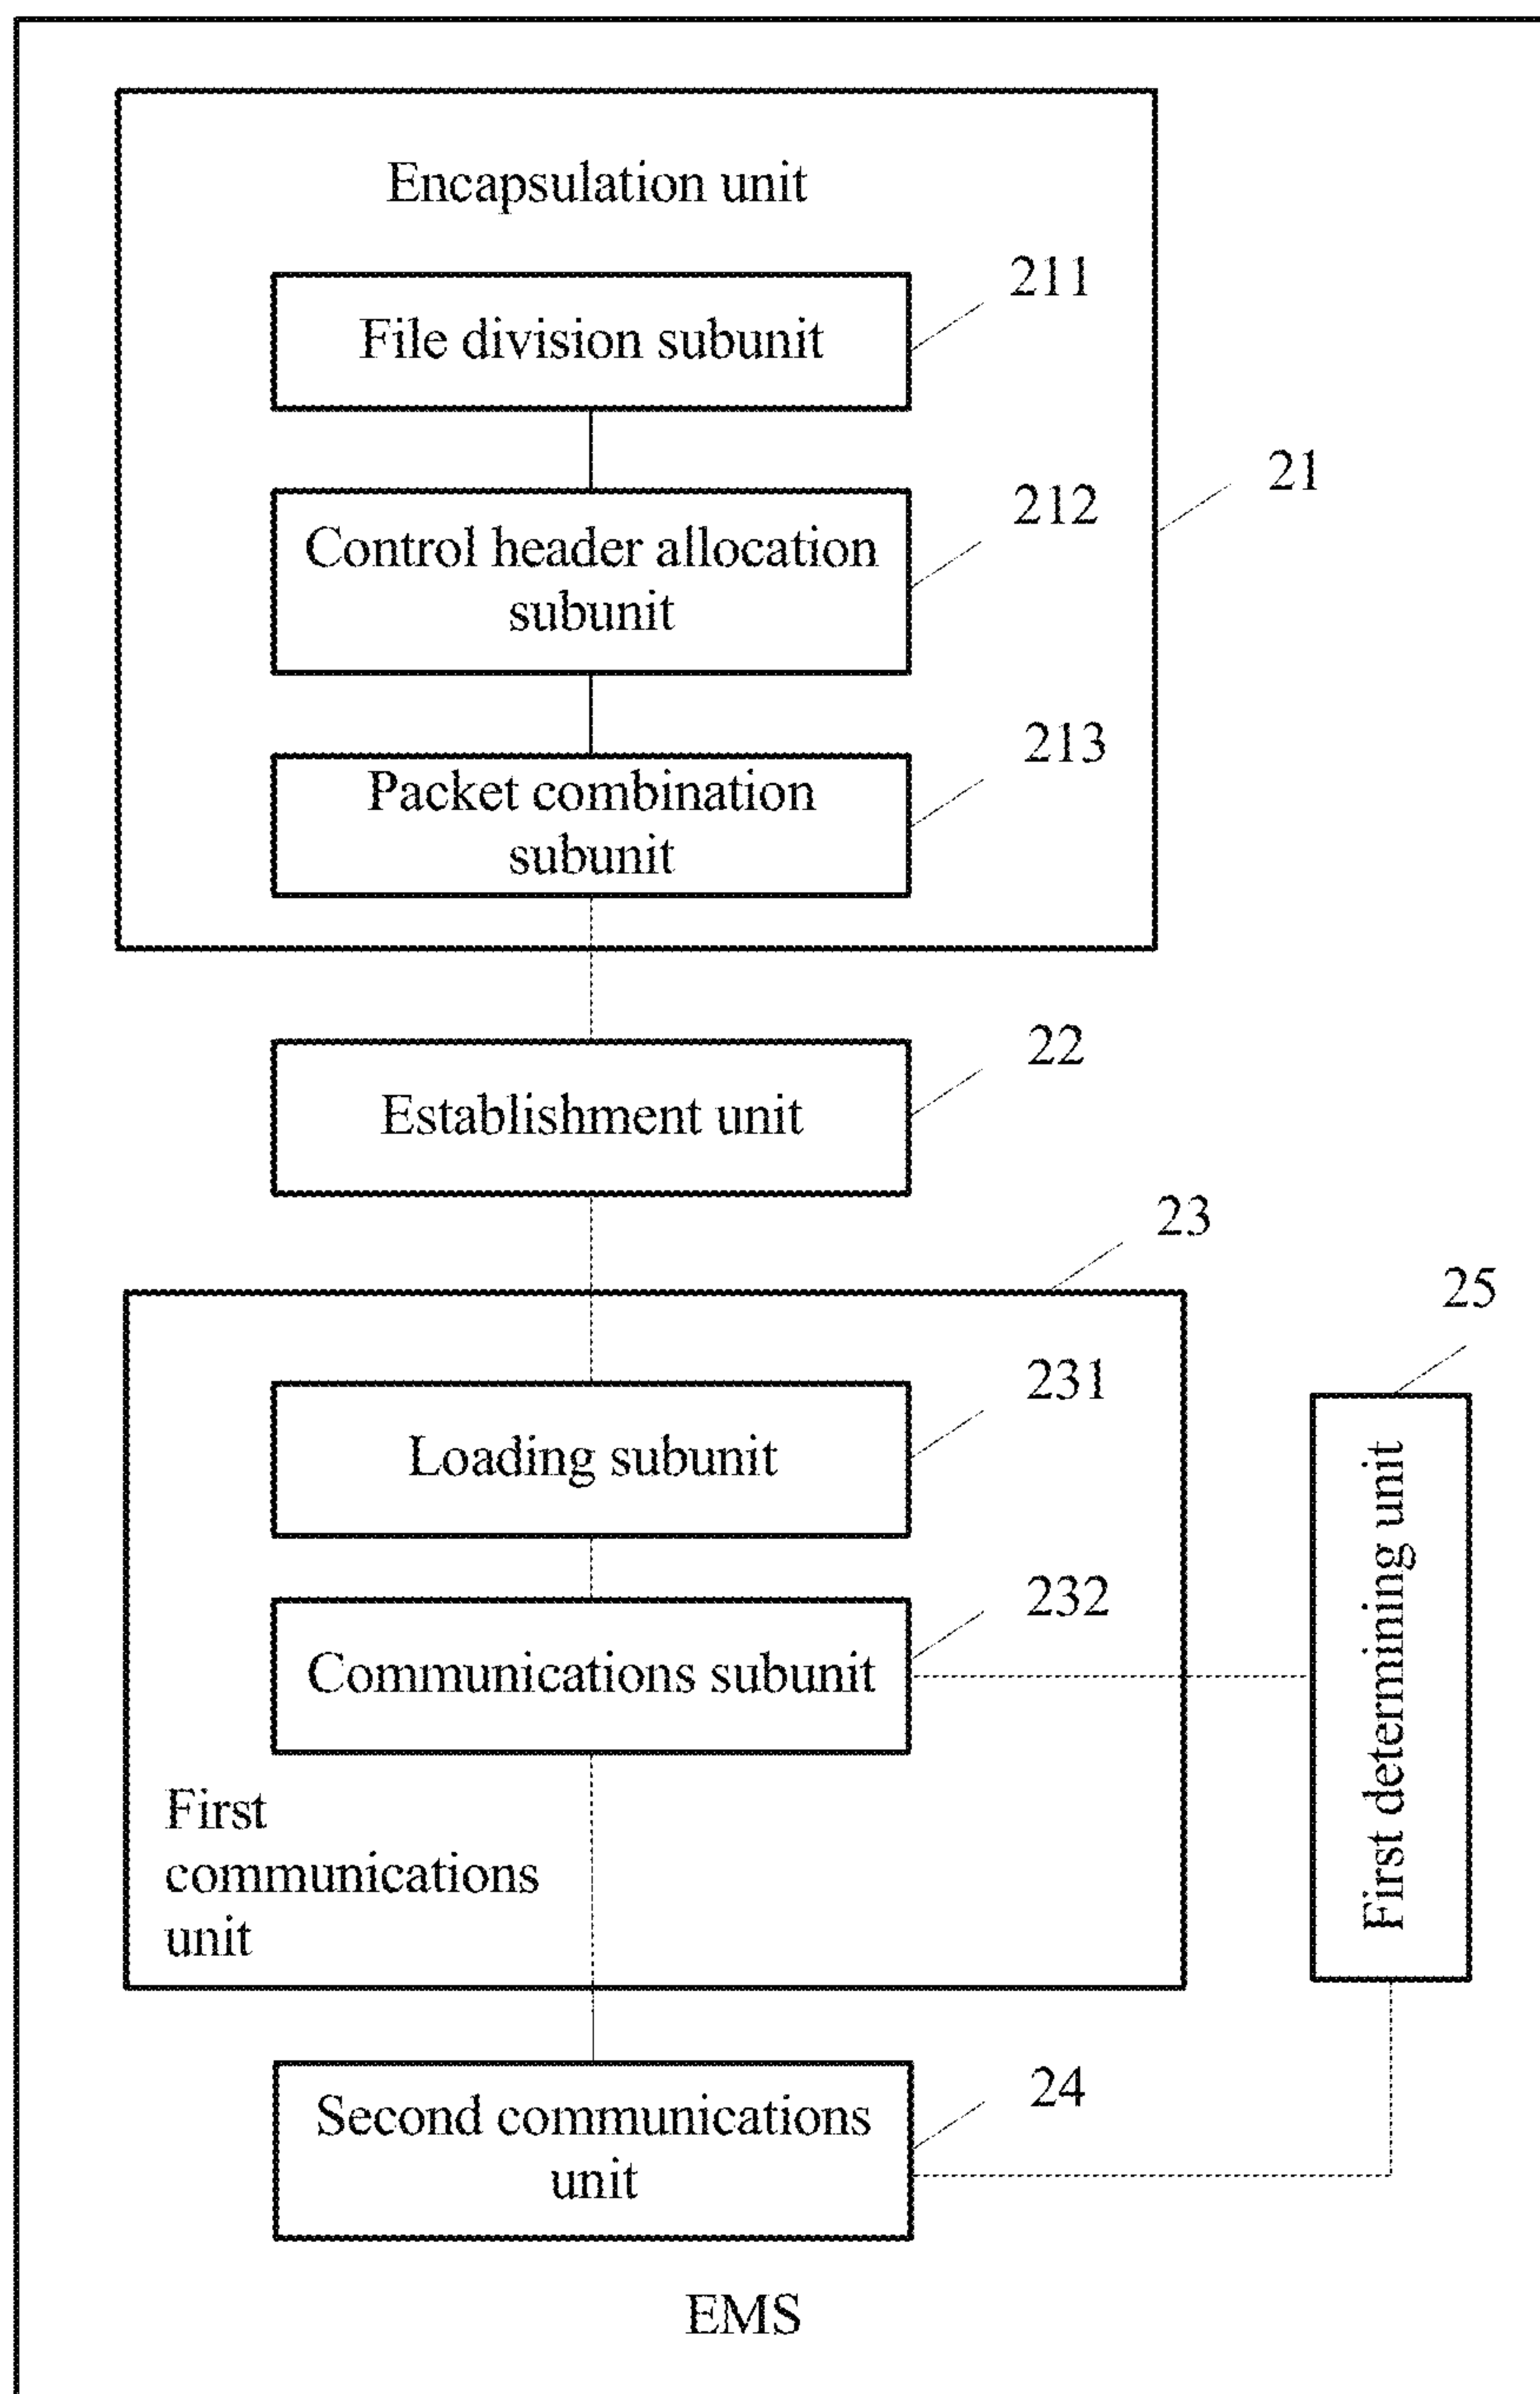 Encapsulation unit
211
File division subunit
21
212
Control header allocation
subunit
213
Packet combination
subunit
22
Establishment unit
23
25
231
Loading subunit
First determining unit
232
Communications subunit
First
communications
unit
24
Second communications
unit
EMS